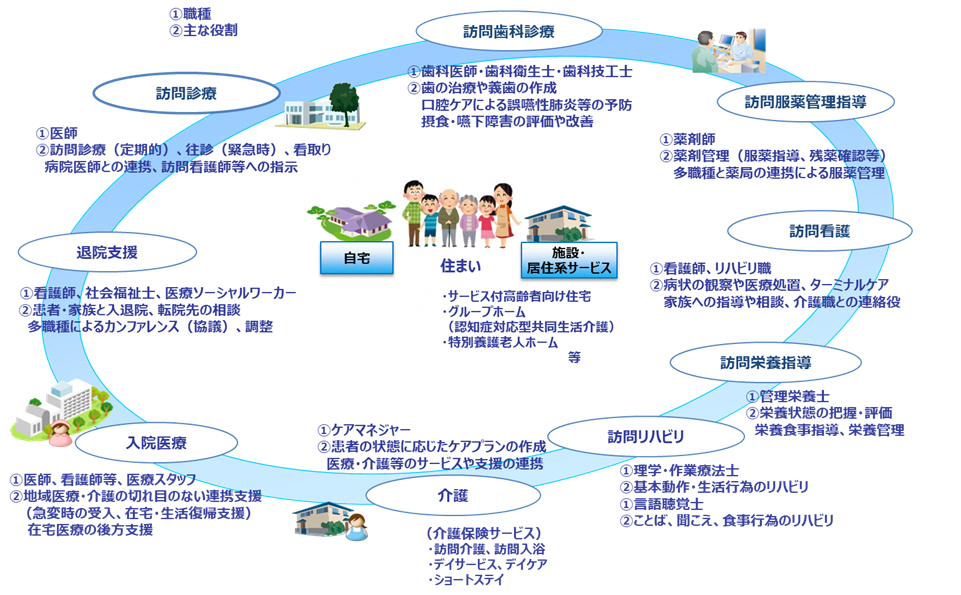 ①職種
②主な役割
訪問歯科診療
①歯科医師・歯科衛生士・歯科技工士
②歯の治療や義歯の作成
口腔ケアによる誤嚥性肺炎等の予防
摂食・嚥下障害の評価や改善
訪問診療
①医師
②訪問診療（定期的）、往診（緊急時）、看取り
病院医師との連携、訪問看護師等への指示
訪問服薬管理指導
①薬剤師
②薬剤管理（服薬指導、残薬確認等）
多職種と薬局の連携による服薬管理
訪問看護
①看護師、リハビリ職
②病状の観察や医療処置、ターミナルケア
家族への指導や相談、介護職との連絡役
退院支援
①看護師、社会福祉士、医療ソーシャルワーカー
②患者・家族と入退院、転院先の相談
多職種によるカンファレンス（協議）、調整
自宅
住まい
施設・
居住系サービス
・サービス付高齢者向け住宅
・グループホーム
（認知症対応型共同生活介護）
・特別養護老人ホーム
等
訪問栄養指導
①管理栄養士
②栄養状態の把握・評価
栄養食事指導、栄養管理
訪問リハビリ
①理学・作業療法士
②基本動作・生活行為のリハビリ
①言語聴覚士
②ことば、聞こえ、食事行為のリハビリ
①ケアマネジャー
②患者の状態に応じたケアプランの作成
医療・介護等のサービスや支援の連携
介護
（介護保険サービス）
・訪問介護、訪問入浴
・デイサービス、デイケア
・ショートステイ
入院医療
①医師、看護師等、医療スタッフ
②地域医療・介護の切れ目のない連携支援
（急変時の受入、在宅・生活復帰支援）
在宅医療の後方支援